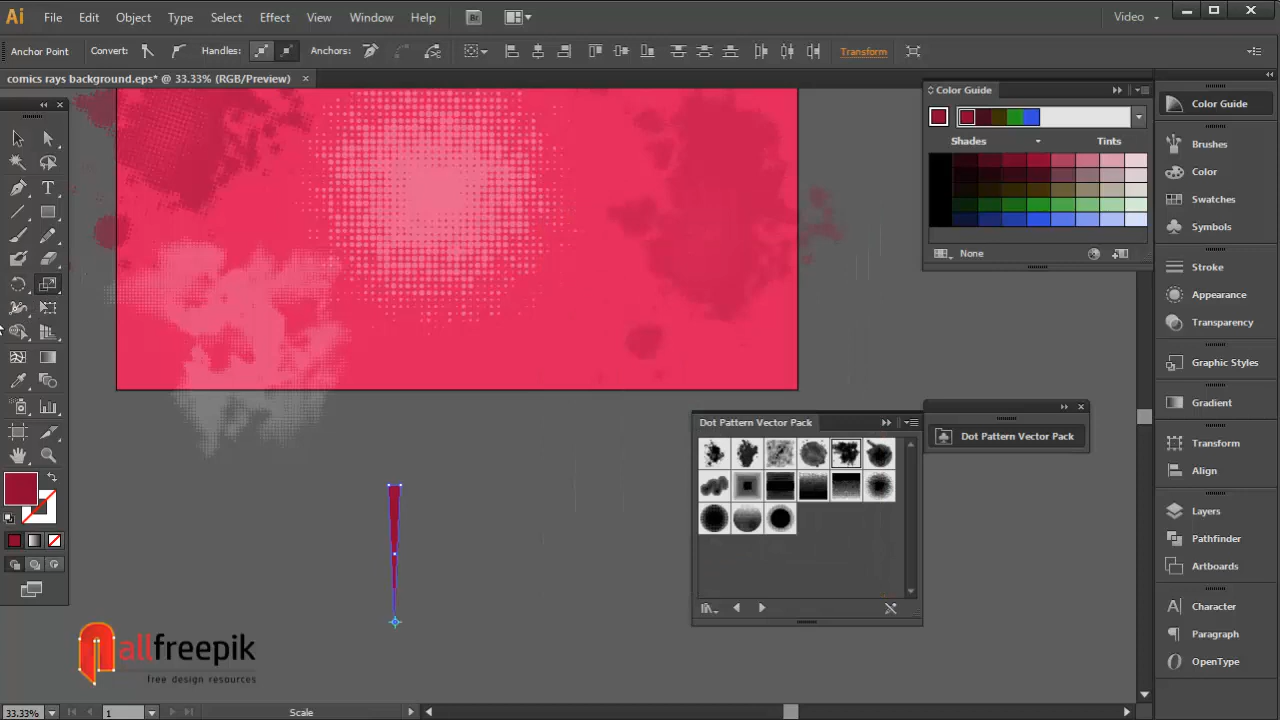 Ai File Edit Object Type Select Effect View Window Help Br Video
Anchor Point Convert: Handles: Anchors: Transform
comics rays background.eps* @ 33.33% (RGB/Preview)
Color Guide
Shades Tints
None
Color Guide
Brushes
Color
Swatches
Symbols
Stroke
Appearance
Transparency
Graphic Styles
Gradient
Transform
Align
Layers
Pathfinder
Artboards
Character
Paragraph
OpenType
Dot Pattern Vector Pack
Dot Pattern Vector Pack
allfreepik
free design resources
33.33% 1 Scale